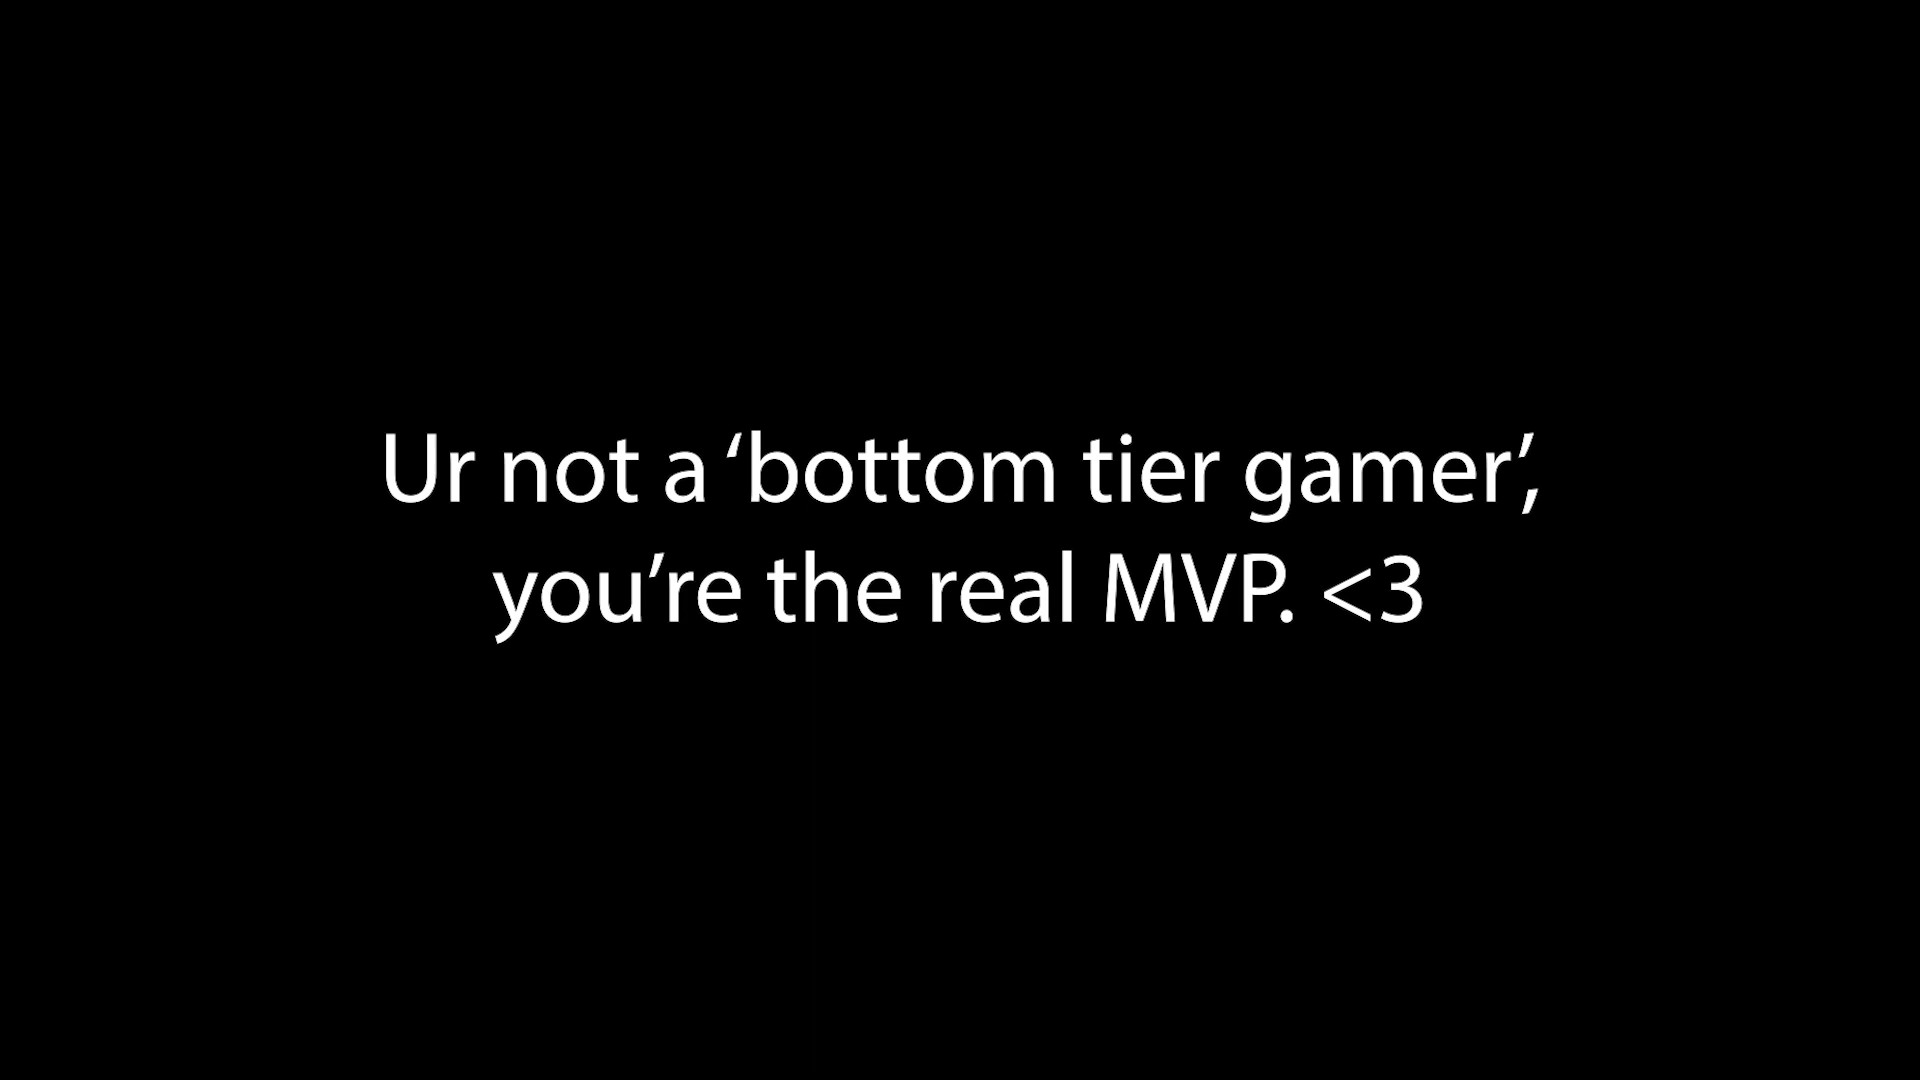 Ur not a ‘bottom tier gamer’,
you’re the real MVP. <3